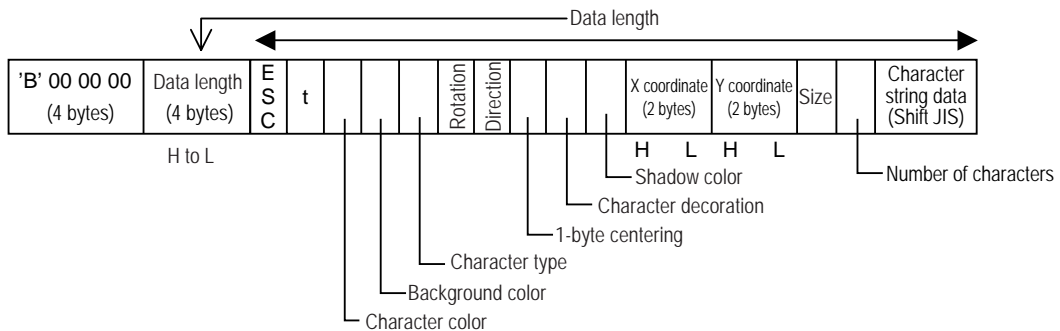 Data length
'B' 00 00 00
(4 bytes)
Data length
(4 bytes)
E
S
C
t
Rotation
Direction
X coordinate
(2 bytes)
Y coordinate
(2 bytes)
Size
Character
string data
(Shift JIS)
H to L
H L H L
Number of characters
Shadow color
Character decoration
1-byte centering
Character type
Background color
Character color